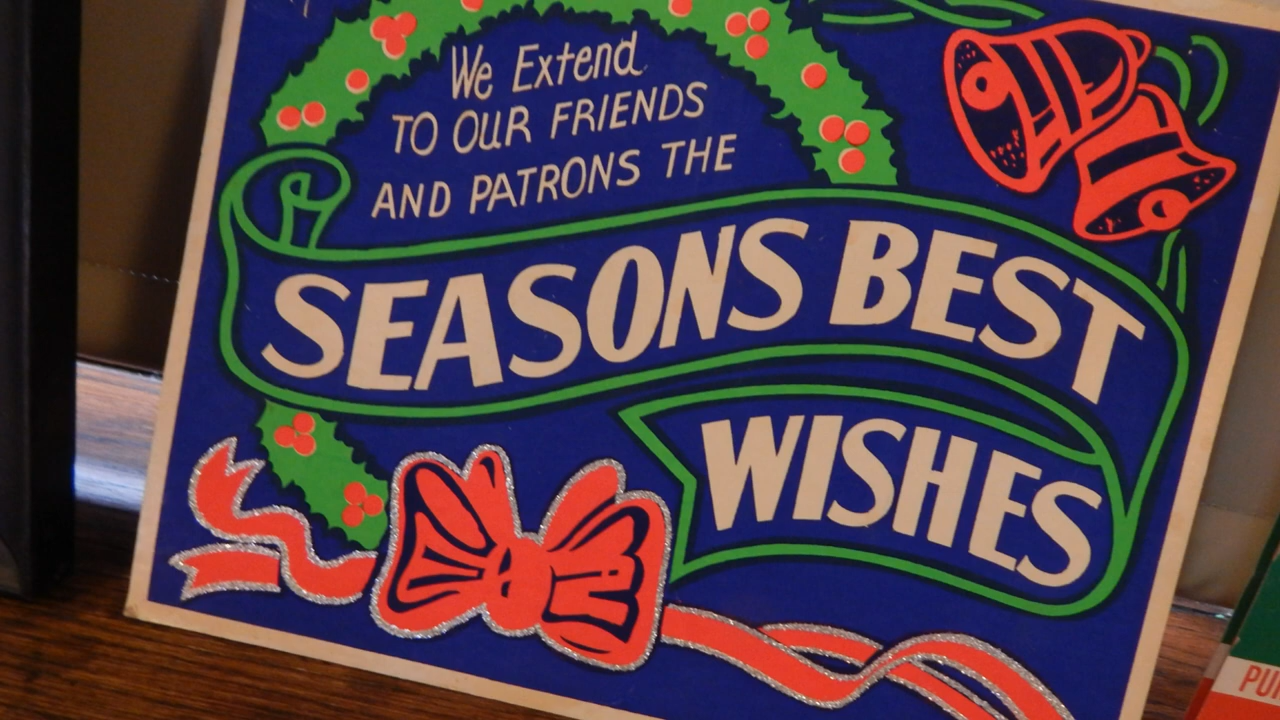 We Extend
TO OUR FRIENDS
AND PATRONS THE
SEASONS BEST
WISHES